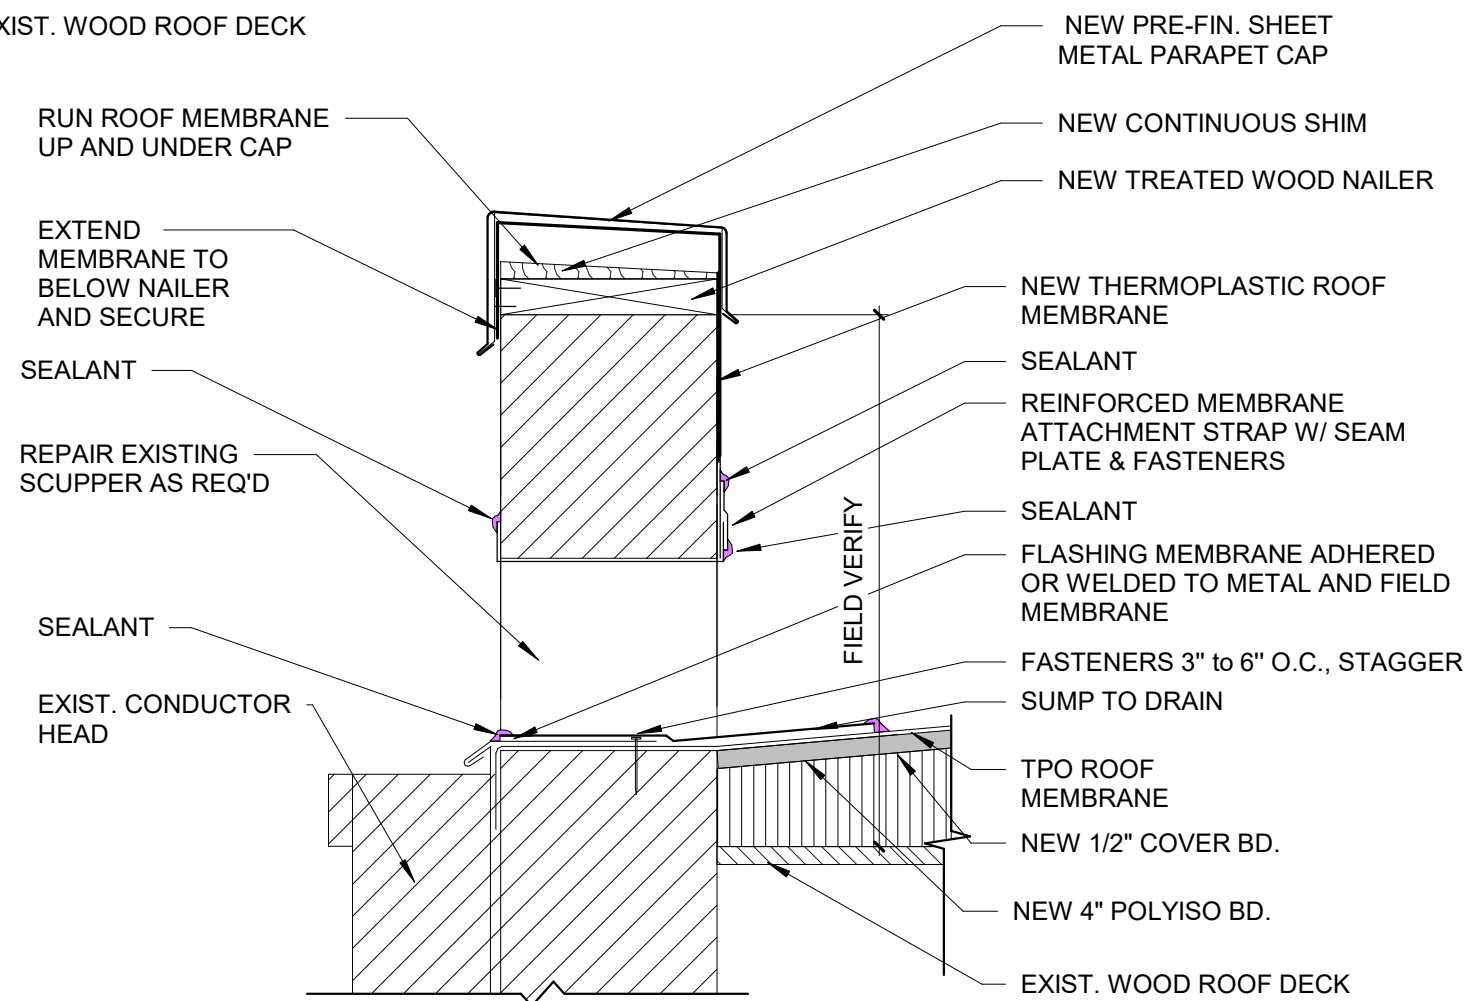 XIST. WOOD ROOF DECK
RUN ROOF MEMBRANE
UP AND UNDER CAP
EXTEND
MEMBRANE TO
BELOW NAILER
AND SECURE
SEALANT
REPAIR EXISTING
SCUPPER AS REQ'D
SEALANT
EXIST. CONDUCTOR
HEAD
NEW PRE-FIN. SHEET
METAL PARAPET CAP
NEW CONTINUOUS SHIM
NEW TREATED WOOD NAILER
NEW THERMOPLASTIC ROOF
MEMBRANE
SEALANT
REINFORCED MEMBRANE
ATTACHMENT STRAP W/ SEAM
PLATE & FASTENERS
SEALANT
FLASHING MEMBRANE ADHERED
OR WELDED TO METAL AND FIELD
MEMBRANE
FIELD VERIFY
FASTENERS 3" to 6" O.C., STAGGER
SUMP TO DRAIN
TPO ROOF
MEMBRANE
NEW 1/2" COVER BD.
NEW 4" POLYISO BD.
EXIST. WOOD ROOF DECK